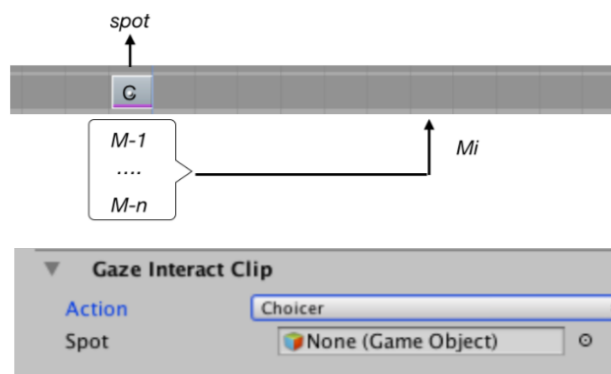 spot
C
M-1
....
M-n
Mi
Gaze Interact Clip
Action Choicer
Spot None (Game Object)